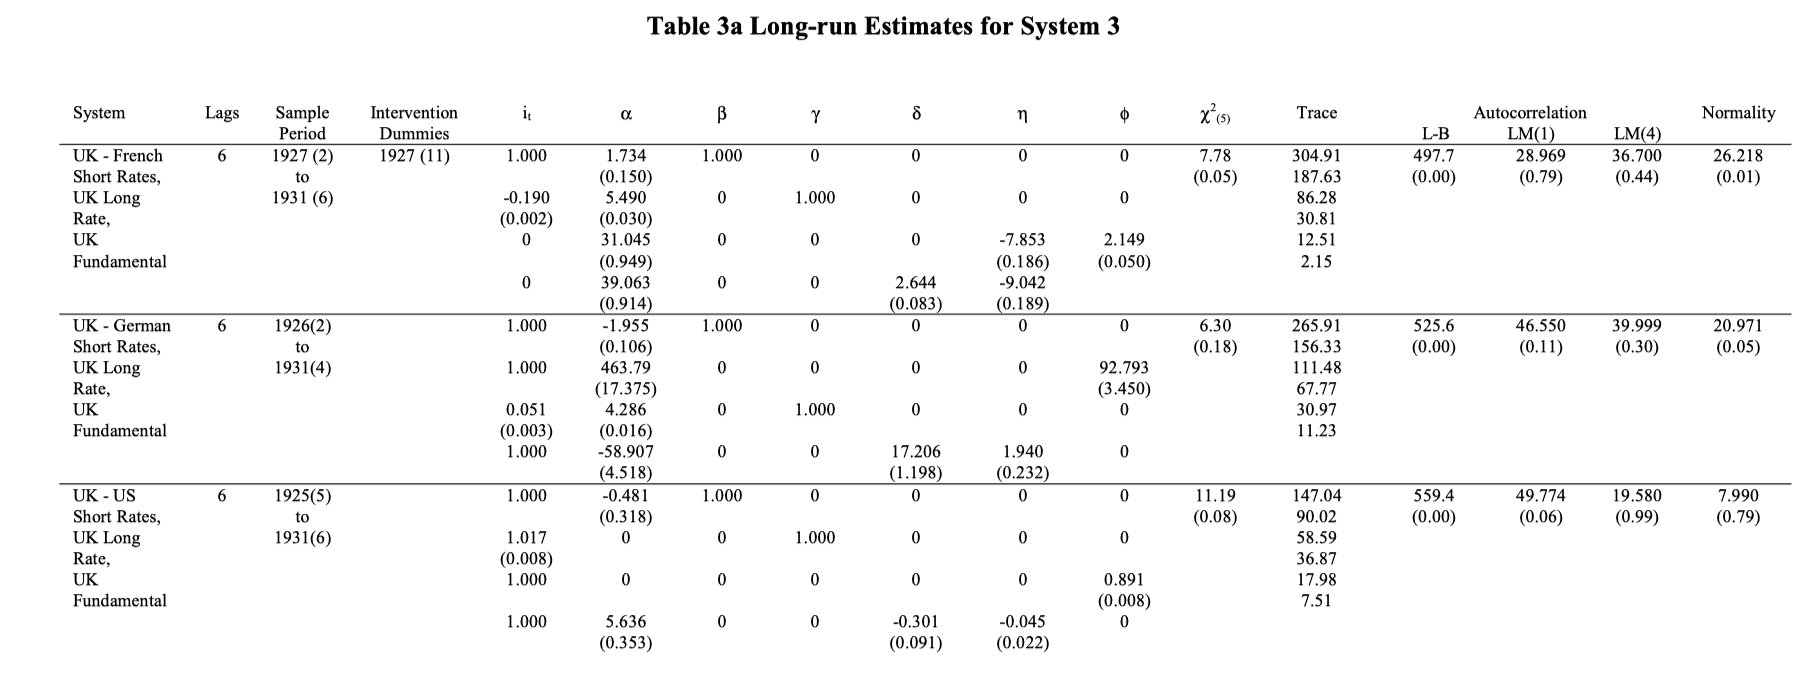 Table 3a Long-run Estimates for System 3
System Lags Sample Intervention iₜ α β γ δ η ϕ χ²₍₅₎ Trace Autocorrelation Normality
Period Dummies L-B LM(1) LM(4)
UK - French 6 1927 (2) 1927 (11) 1.000 1.734 1.000 0 0 0 0 7.78 304.91 497.7 28.969 36.700 26.218
Short Rates, to (0.150) (0.05) 187.63 (0.00) (0.79) (0.44) (0.01)
UK Long 1931 (6) -0.190 5.490 0 1.000 0 0 0 86.28
Rate, (0.002) (0.030) 30.81
UK 0 31.045 0 0 0 -7.853 2.149 12.51
Fundamental (0.949) (0.186) (0.050) 2.15
0 39.063 0 0 2.644 -9.042
(0.914) (0.083) (0.189)
UK - German 6 1926(2) 1.000 -1.955 1.000 0 0 0 0 6.30 265.91 525.6 46.550 39.999 20.971
Short Rates, to (0.106) (0.18) 156.33 (0.00) (0.11) (0.30) (0.05)
UK Long 1931(4) 1.000 463.79 0 0 0 0 92.793 111.48
Rate, (17.375) (3.450) 67.77
UK 0.051 4.286 0 1.000 0 0 0 30.97
Fundamental (0.003) (0.016) 11.23
1.000 -58.907 0 0 17.206 1.940 0
(4.518) (1.198) (0.232)
UK - US 6 1925(5) 1.000 -0.481 1.000 0 0 0 0 11.19 147.04 559.4 49.774 19.580 7.990
Short Rates, to (0.318) (0.08) 90.02 (0.00) (0.06) (0.99) (0.79)
UK Long 1931(6) 1.017 0 0 1.000 0 0 0 58.59
Rate, (0.008) 36.87
UK 1.000 0 0 0 0 0 0.891 17.98
Fundamental (0.008) 7.51
1.000 5.636 0 0 -0.301 -0.045 0
(0.353) (0.091) (0.022)